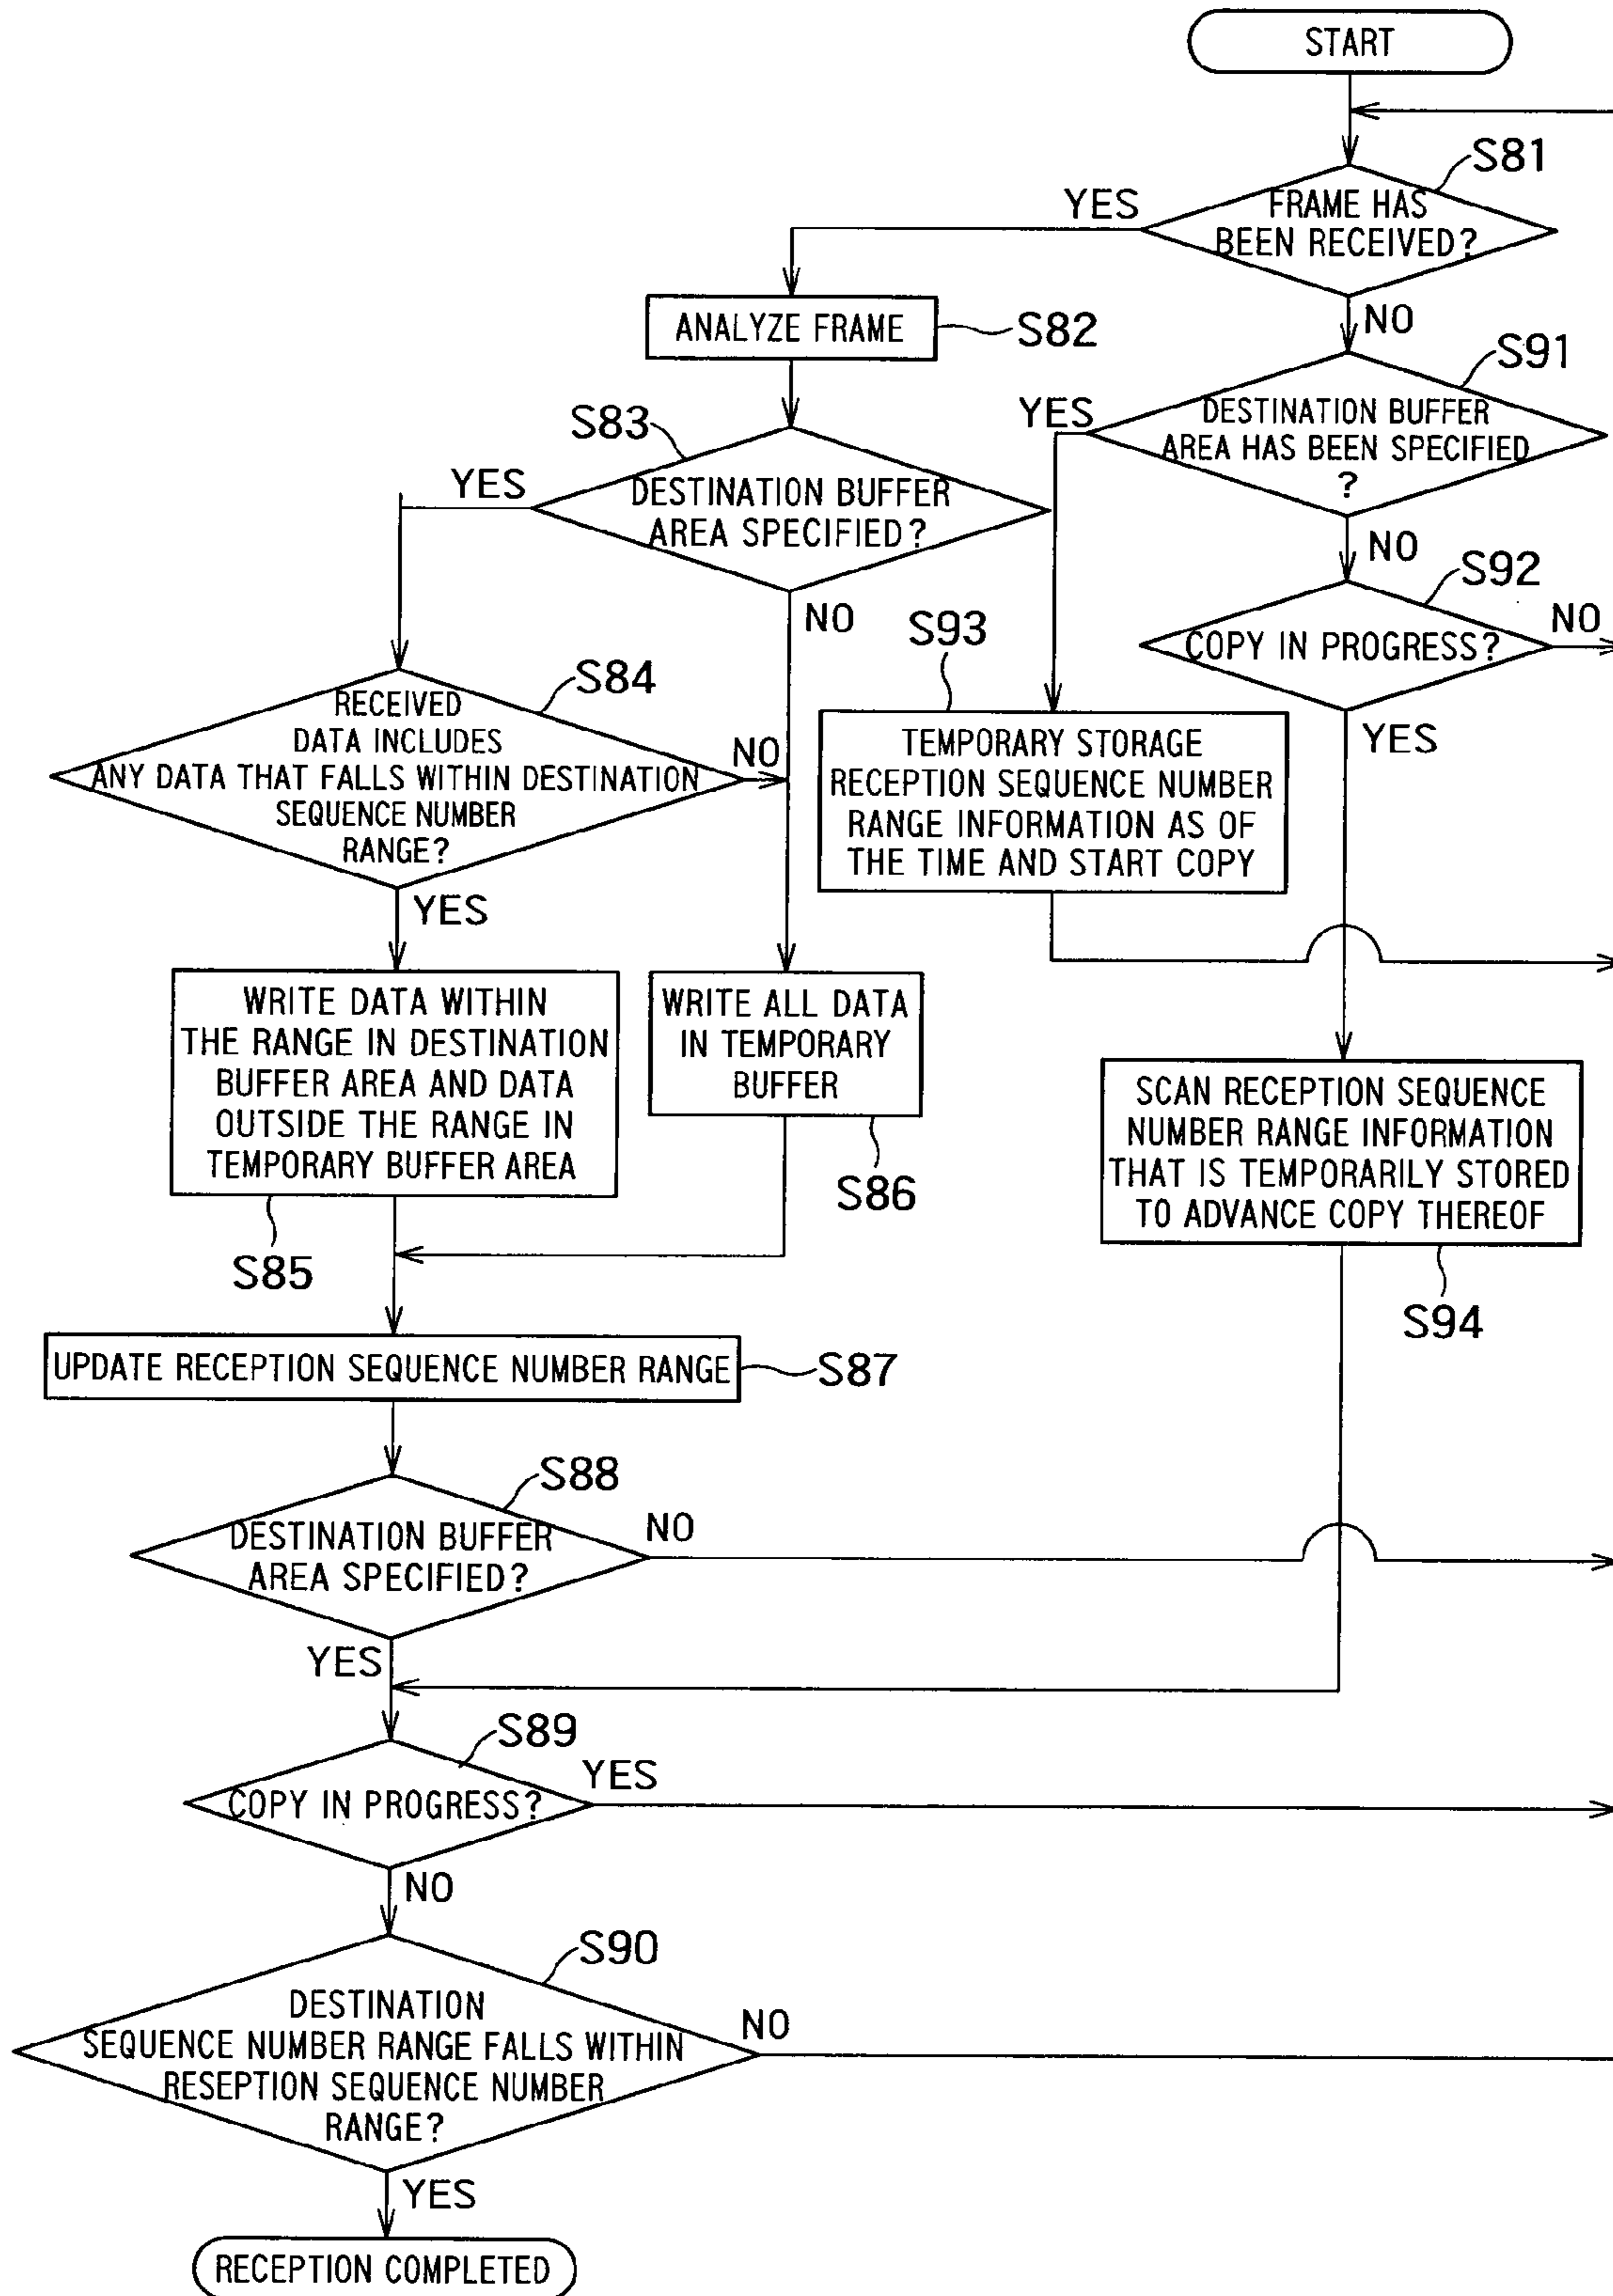 START
S81
YES
FRAME HAS
BEEN RECEIVED?
NO
ANALYZE FRAME
S82
S91
YES
DESTINATION BUFFER
AREA HAS BEEN SPECIFIED
?
NO
S83
YES
DESTINATION BUFFER
AREA SPECIFIED?
NO
S92
COPY IN PROGRESS?
NO
YES
S93
TEMPORARY STORAGE
RECEPTION SEQUENCE NUMBER
RANGE INFORMATION AS OF
THE TIME AND START COPY
S84
RECEIVED
DATA INCLUDES
ANY DATA THAT FALLS WITHIN DESTINATION
SEQUENCE NUMBER
RANGE?
NO
YES
WRITE DATA WITHIN
THE RANGE IN DESTINATION
BUFFER AREA AND DATA
OUTSIDE THE RANGE IN
TEMPORARY BUFFER AREA
S85
WRITE ALL DATA
IN TEMPORARY
BUFFER
S86
SCAN RECEPTION SEQUENCE
NUMBER RANGE INFORMATION
THAT IS TEMPORARILY STORED
TO ADVANCE COPY THEREOF
S94
UPDATE RECEPTION SEQUENCE NUMBER RANGE
S87
S88
DESTINATION BUFFER
AREA SPECIFIED?
NO
YES
S89
COPY IN PROGRESS?
YES
NO
S90
DESTINATION
SEQUENCE NUMBER RANGE FALLS WITHIN
RESEPTION SEQUENCE NUMBER
RANGE?
NO
YES
RECEPTION COMPLETED